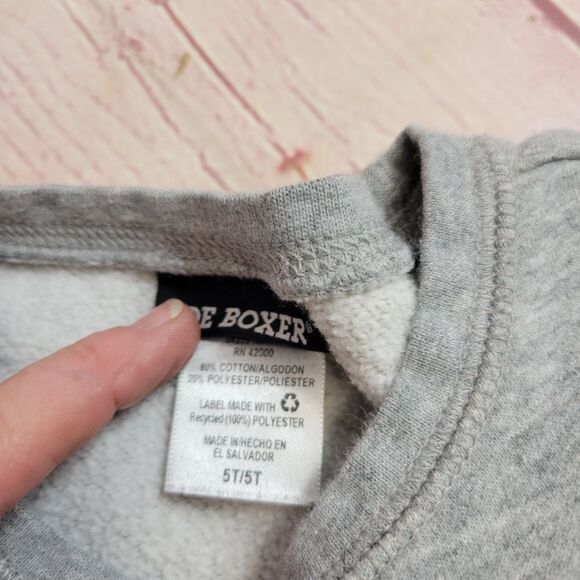 DE BOXER®
RN 42000
80% COTTON/ALGODON
20% POLYESTER/POLIÉSTER
LABEL MADE WITH
Recycled (100%) POLYESTER
MADE IN/HECHO EN
EL SALVADOR
5T/5T